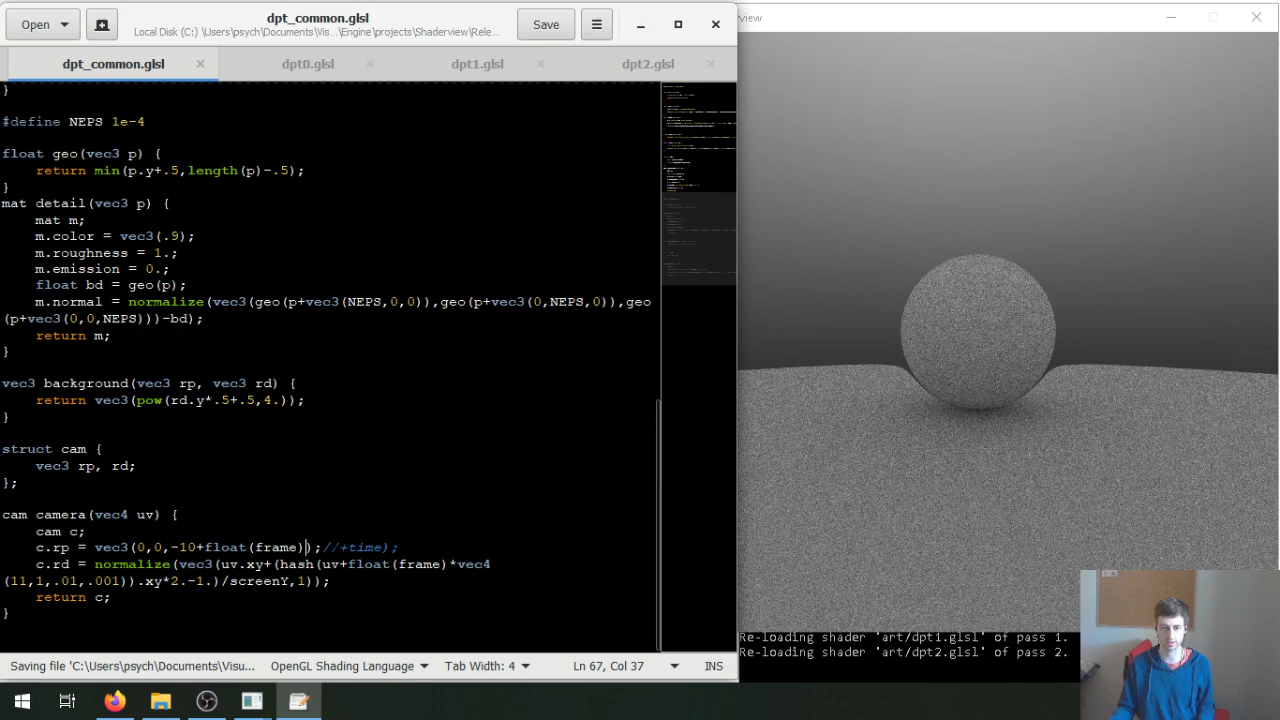 Open
dpt_common.glsl
Local Disk (C:) \Users\psych\Documents\Vis...\Engine\projects\Shaderview\Rele...
Save
view
dpt_common.glsl
dpt0.glsl
dpt1.glsl
dpt2.glsl
}
#define NEPS 1e-4
float geo(vec3 p) {
return min(p.y+.5,length(p)-.5);
}
mat detail(vec3 p) {
mat m;
m.color = vec3(.9);
m.roughness = 1.;
m.emission = 0.;
float bd = geo(p);
m.normal = normalize(vec3(geo(p+vec3(NEPS,0,0)),geo(p+vec3(0,NEPS,0)),geo
(p+vec3(0,0,NEPS)))-bd);
return m;
}
vec3 background(vec3 rp, vec3 rd) {
return vec3(pow(rd.y*.5+.5,4.));
}
struct cam {
vec3 rp, rd;
};
cam camera(vec4 uv) {
cam c;
c.rp = vec3(0,0,-10+float(frame));//+time);
c.rd = normalize(vec3(uv.xy+(hash(uv+float(frame)*vec4
(11,1,.01,.001)).xy*2.-1.)/screenY,1));
return c;
}
Re-loading shader 'art/dpt1.glsl' of pass 1.
Re-loading shader 'art/dpt2.glsl' of pass 2.
Saving file 'C:\Users\psych\Documents\Visu...
OpenGL Shading Language
Tab Width: 4
Ln 67, Col 37
INS